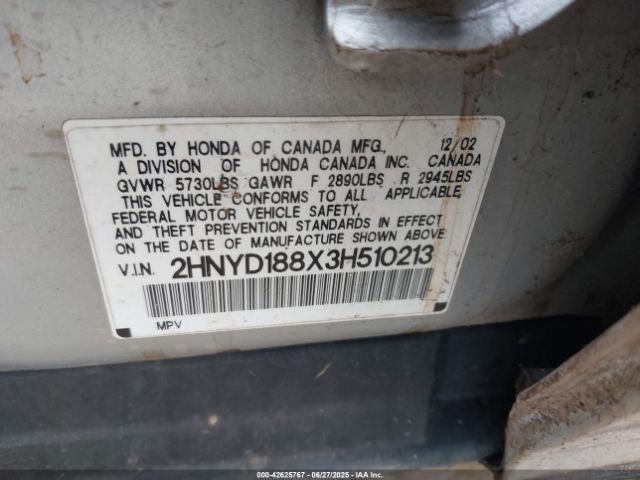 MFD. BY HONDA OF CANADA MFG., 12/02
A DIVISION OF HONDA CANADA INC. CANADA
GVWR 5730LBS GAWR F 2890LBS R 2945LBS
THIS VEHICLE CONFORMS TO ALL APPLICABLE
FEDERAL MOTOR VEHICLE SAFETY,
AND THEFT PREVENTION STANDARDS IN EFFECT
ON THE DATE OF MANUFACTURE SHOWN ABOVE.
V.I.N. 2HNYD188X3H510213
MPV
© IAA - 42625767 - 06/27/2025 - IAAI.COM